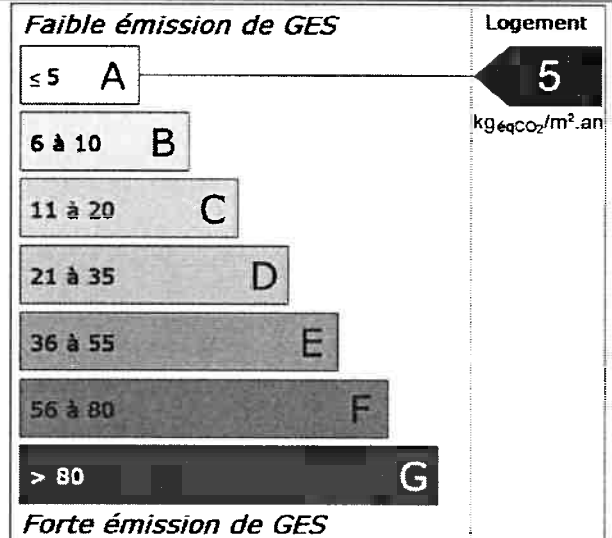 Faible émission de GES
Logement
≤ 5 A
5
kgéqCO₂/m².an
6 à 10 B
11 à 20 C
21 à 35 D
36 à 55 E
56 à 80 F
> 80 G
Forte émission de GES